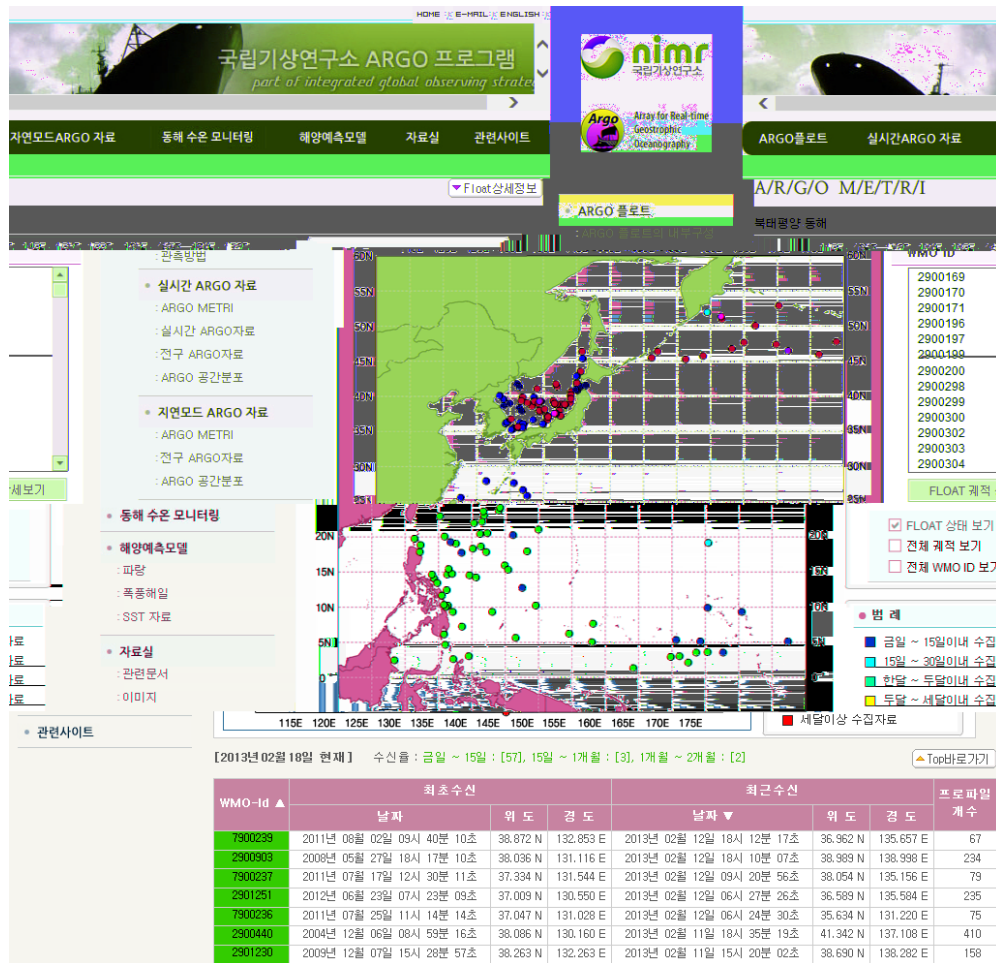 HOME E-MAIL ENGLISH
국립기상연구소 ARGO 프로그램
part of integrated global observing strate
nimr
국립기상연구소
Argo
Array for Real-time
Geostrophic
Oceanography
자연모드ARGO 자료 동해 수온 모니터링 해양예측모델 자료실 관련사이트
ARGO플로트 실시간ARGO 자료
▼Float상세정보
A/R/G/O M/E/T/R/I
ARGO 플로트
: ARGO 플로트의 내부구성
북태평양 동해
: 관측방법
실시간 ARGO 자료
: ARGO METRI
: 실시간 ARGO자료
: 전구 ARGO자료
: ARGO 공간분포
지연모드 ARGO 자료
: ARGO METRI
: 전구 ARGO자료
: ARGO 공간분포
동해 수온 모니터링
해양예측모델
: 파랑
: 폭풍해일
: SST 자료
자료실
: 관련문서
: 이미지
관련사이트
세보기
자료
료
료
료
60N 60N
55N 55N
50N 50N
45N 45N
40N 40N
35N 35N
30N 30N
20N 20N
15N 15N
10N 10N
5N 5N
0 0
115E 120E 125E 130E 135E 140E 145E 150E 155E 160E 165E 170E 175E
WMO ID
2900169
2900170
2900171
2900196
2900197
2900199
2900200
2900298
2900299
2900300
2900302
2900303
2900304
FLOAT 궤적
FLOAT 상태 보기
전체 궤적 보기
전체 WMO ID 보기
범 례
금일 ~ 15일이내 수집
15일 ~ 30일이내 수집
한달 ~ 두달이내 수집
두달 ~ 세달이내 수집
세달이상 수집자료
[2013년 02월 18일 현재] 수신율 : 금일 ~ 15일 : [57], 15일 ~ 1개월 : [3], 1개월 ~ 2개월 : [2]
▲Top바로가기
WMO-Id ▲ 최초수신 최근수신 프로파일 개수
날짜 위 도 경 도 날짜 ▼ 위 도 경 도
7900239 2011년 08월 02일 09시 40분 10초 38.872 N 132.853 E 2013년 02월 12일 18시 12분 17초 36.962 N 135.657 E 67
2900903 2008년 05월 27일 18시 17분 10초 38.036 N 131.116 E 2013년 02월 12일 18시 10분 07초 38.989 N 138.998 E 234
7900237 2011년 07월 17일 12시 30분 11초 37.334 N 131.544 E 2013년 02월 12일 09시 20분 56초 38.054 N 135.156 E 79
2901251 2012년 06월 23일 07시 23분 09초 37.009 N 130.550 E 2013년 02월 12일 06시 27분 26초 36.589 N 135.584 E 235
7900236 2011년 07월 25일 11시 14분 14초 37.047 N 131.028 E 2013년 02월 12일 06시 24분 30초 35.634 N 131.220 E 75
2900440 2004년 12월 06일 08시 59분 16초 38.086 N 130.160 E 2013년 02월 11일 18시 35분 19초 41.342 N 137.108 E 410
2901230 2009년 12월 07일 15시 28분 57초 38.263 N 132.263 E 2013년 02월 11일 15시 20분 02초 38.690 N 138.282 E 158